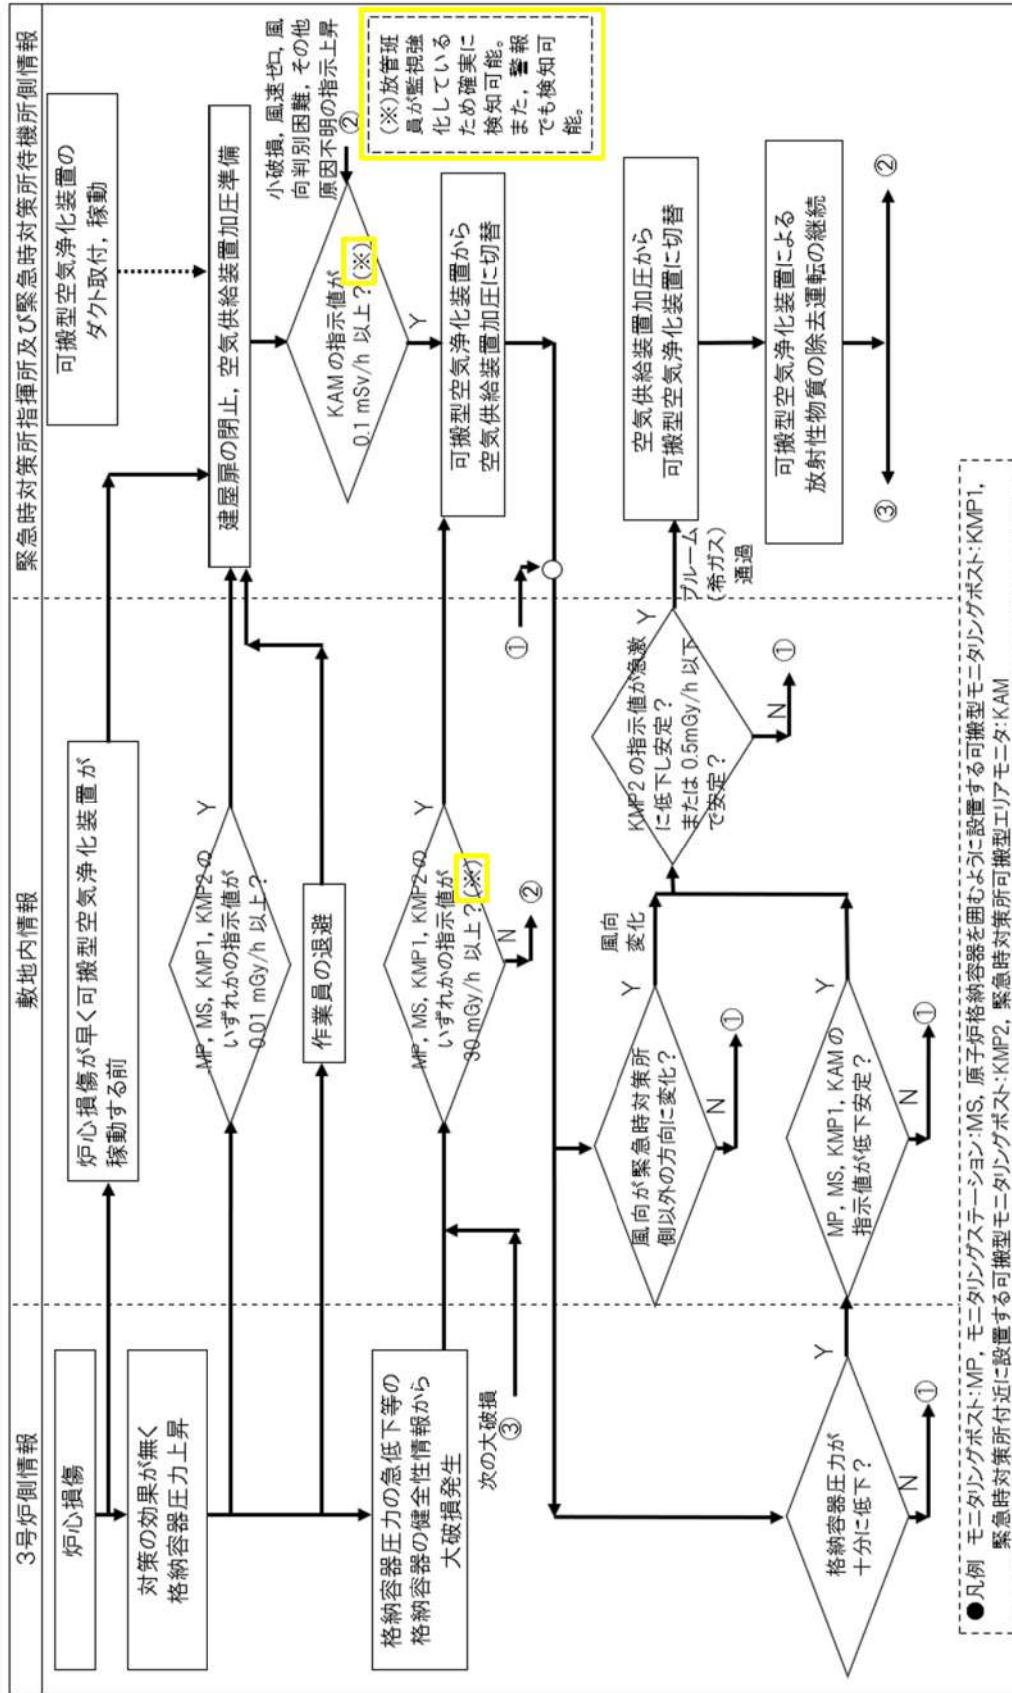 3号炉側情報
敷地内情報
緊急時対策所指揮所及び緊急時対策所待機所側情報
炉心損傷
炉心損傷が早く可搬型空気浄化装置が
稼動する前
可搬型空気浄化装置の
ダクト取付，稼動
対策の効果が無く
格納容器圧力上昇
MP, MS, KMP1, KMP2の
いずれかの指示値が
0.01 mGy/h 以上？
Y
建屋扉の閉止，空気供給装置加圧準備
作業員の退避
KAMの指示値が
0.1 mSv/h 以上？(※)
Y
小破損，風速ゼロ，風
向判別困難，その他
原因不明の指示上昇
②
(※)放管班
員が監視強
化している
ため確実に
検知可能。
また，警報
でも検知可
能。
格納容器圧力の急低下等の
格納容器の健全性情報から
大破損発生
次の大破損
③
MP, MS, KMP1, KMP2の
いずれかの指示値が
30 mGy/h 以上？(※)
Y
N
②
可搬型空気浄化装置から
空気供給装置加圧に切替
①
風向が緊急時対策所
側以外の方向に変化？
Y
風向
変化
N
①
KMP2 の指示値が急激
に低下し安定？
または 0.5mGy/h 以下
で安定？
Y
N
①
プルーム
(希ガス)
通過
空気供給装置加圧から
可搬型空気浄化装置に切替
格納容器圧力が
十分に低下？
Y
N
①
MP, MS, KMP1, KAMの
指示値が低下安定？
Y
N
①
可搬型空気浄化装置による
放射性物質の除去運転の継続
③
②
●凡例 モニタリングポスト:MP，モニタリングステーション:MS，原子炉格納容器を囲むように設置する可搬型モニタリングポスト:KMP1，
緊急時対策所付近に設置する可搬型モニタリングポスト:KMP2，緊急時対策所可搬型エリアモニタ:KAM